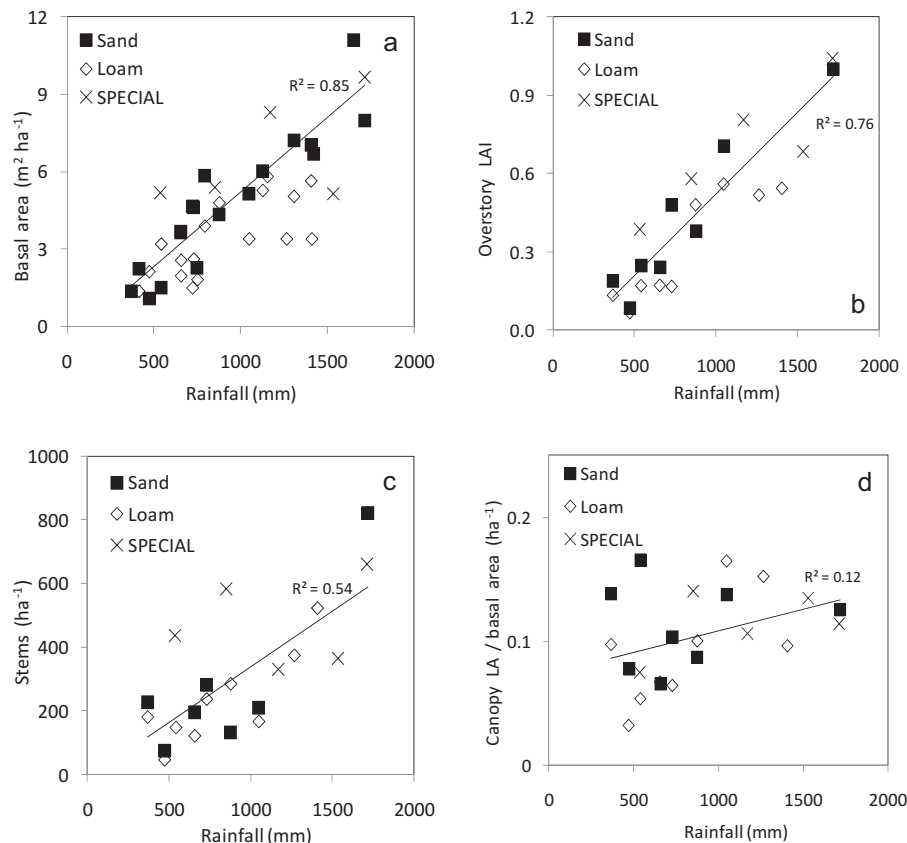 a
Sand
Loam
SPECIAL
R² = 0.85
Basal area (m² ha⁻¹)
12
9
6
3
0
0 500 1000 1500 2000
Rainfall (mm)
b
Sand
Loam
SPECIAL
R² = 0.76
Overstory LAI
1.2
0.9
0.6
0.3
0.0
0 500 1000 1500 2000
Rainfall (mm)
c
Sand
Loam
SPECIAL
R² = 0.54
Stems (ha⁻¹)
1000
800
600
400
200
0
0 500 1000 1500 2000
Rainfall (mm)
d
Sand
Loam
SPECIAL
R² = 0.12
Canopy LA / basal area (ha⁻¹)
0.2
0.1
0
0 500 1000 1500 2000
Rainfall (mm)